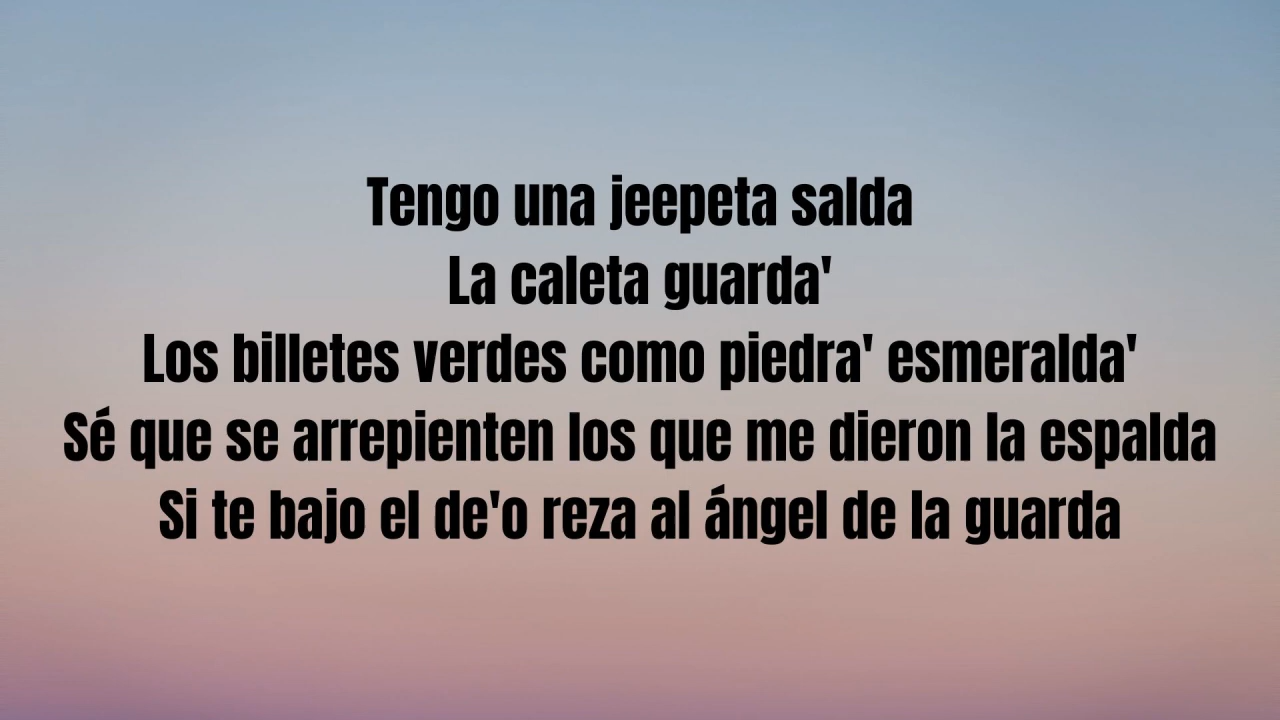 Tengo una jeepeta salda
La caleta guarda'
Los billetes verdes como piedra' esmeralda'
Sé que se arrepienten los que me dieron la espalda
Si te bajo el de'o reza al ángel de la guarda